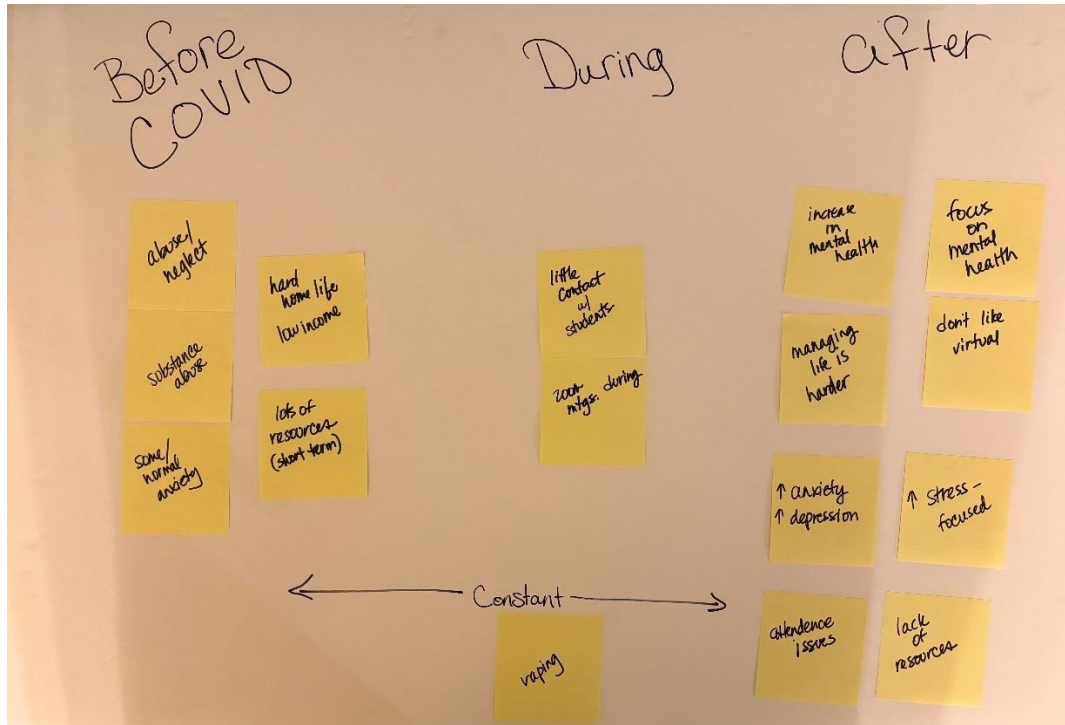 Before
COVID
During
After
abuse/
neglect
substance
abuse
some/
normal
anxiety
hard
home life
low income
lots of
resources
(short term)
little
contact
w/
students
zoom during
mtgs.
increase
in
mental
health
focus
on
mental
health
managing
life is
harder
don't like
virtual
↑ anxiety
↑ depression
↑ stress-
focused
attendence
issues
lack
of
resources
Constant
vaping